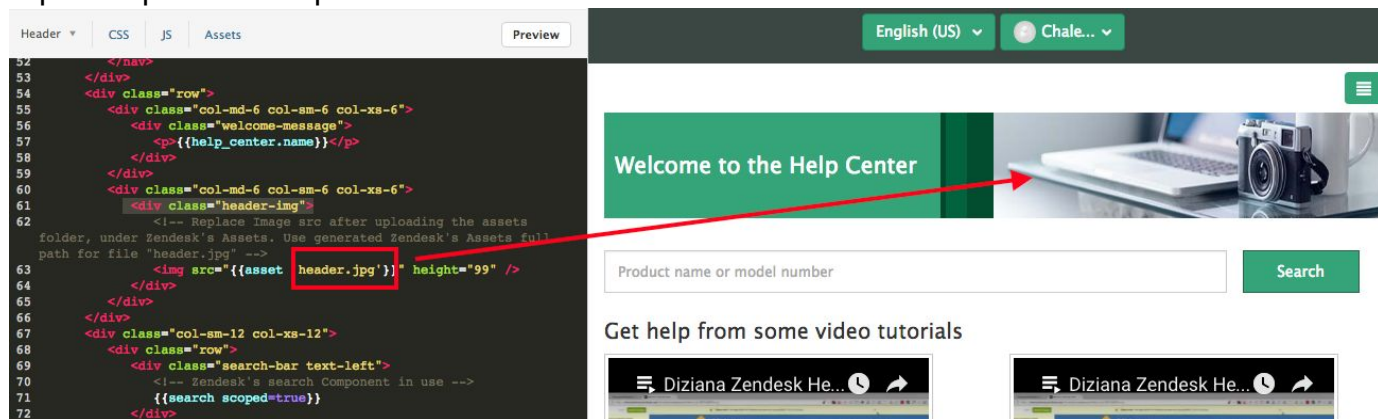 Header ▾ CSS JS Assets Preview
52 </nav>
53 </div>
54 <div class="row">
55 <div class="col-md-6 col-sm-6 col-xs-6">
56 <div class="welcome-message">
57 <p>{{help_center.name}}</p>
58 </div>
59 </div>
60 <div class="col-md-6 col-sm-6 col-xs-6">
61 <div class="header-img">
62 <!-- Replace Image src after uploading the assets
folder, under Zendesk's Assets. Use generated Zendesk's Assets full
path for file "header.jpg" -->
63 <img src="{{asset header.jpg'}}" height="99" />
64 </div>
65 </div>
66 </div>
67 <div class="col-sm-12 col-xs-12">
68 <div class="row">
69 <div class="search-bar text-left">
70 <!-- Zendesk's search Component in use -->
71 {{search scoped=true}}
72 </div>
English (US) Chale...
Welcome to the Help Center
Product name or model number Search
Get help from some video tutorials
Diziana Zendesk He... Diziana Zendesk He...